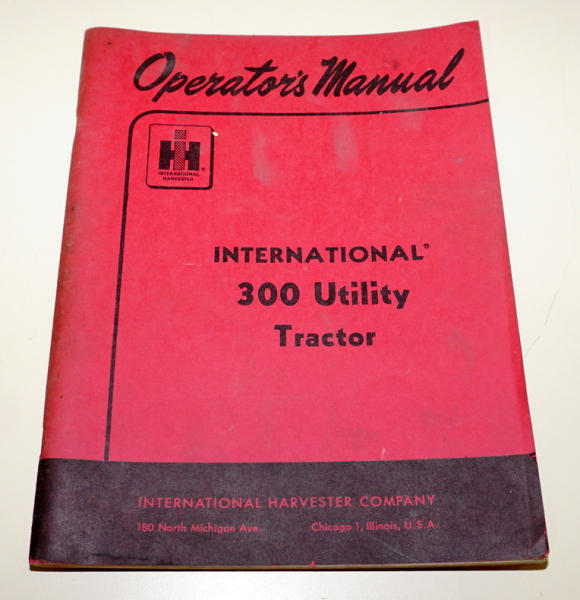 Operator's Manual
IH ®
INTERNATIONAL
HARVESTER
INTERNATIONAL®
300 Utility
Tractor
INTERNATIONAL HARVESTER COMPANY
180 North Michigan Ave. Chicago 1, Illinois, U.S.A.